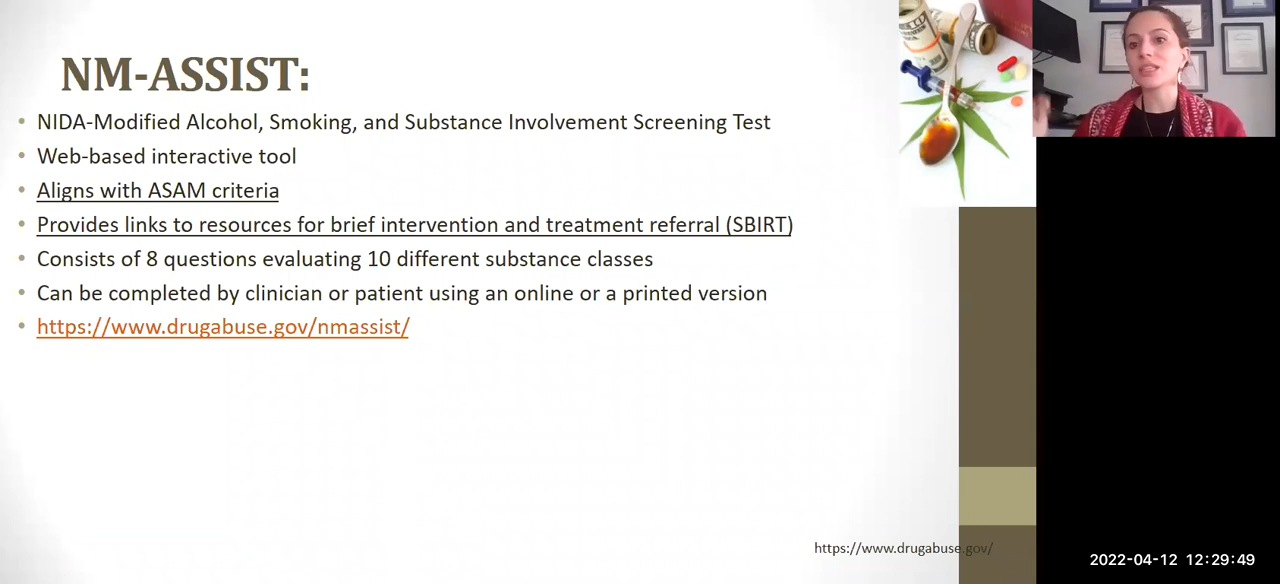 NM-ASSIST:
• NIDA-Modified Alcohol, Smoking, and Substance Involvement Screening Test
• Web-based interactive tool
• Aligns with ASAM criteria
• Provides links to resources for brief intervention and treatment referral (SBIRT)
• Consists of 8 questions evaluating 10 different substance classes
• Can be completed by clinician or patient using an online or a printed version
• https://www.drugabuse.gov/nmassist/
https://www.drugabuse.gov/
2022-04-12 12:29:49